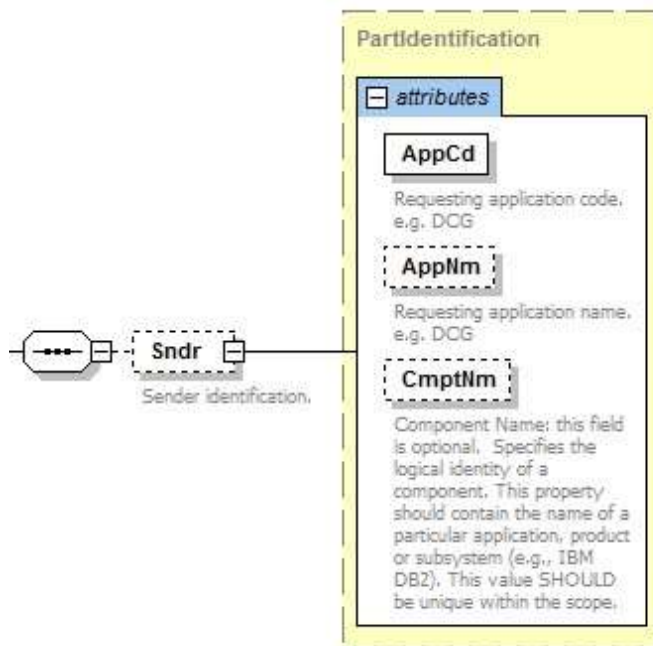 PartIdentification
attributes
AppCd
Requesting application code.
e.g. DCG
AppNm
Requesting application name.
e.g. DCG
Sndr
Sender identification.
CmptNm
Component Name: this field
is optional.  Specifies the
logical identity of a
component. This property
should contain the name of a
particular application, product
or subsystem (e.g., IBM
DB2). This value SHOULD
be unique within the scope.